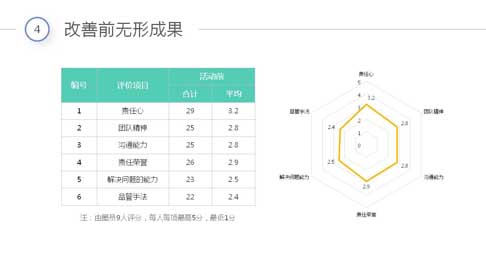 4 改善前无形成果
编号 评价项目 活动前
合计 平均
1 责任心 29 3.2
2 团队精神 25 2.8
3 沟通能力 25 2.8
4 责任荣誉 26 2.9
5 解决问题的能力 23 2.5
6 品管手法 22 2.4
注：由圈员9人评分，每人每项最高5分，最低1分
责任心
5
4
3
2
1
0
3.2
2.8
2.8
2.9
2.5
2.4
团队精神
沟通能力
责任荣誉
解决问题能力
品管手法